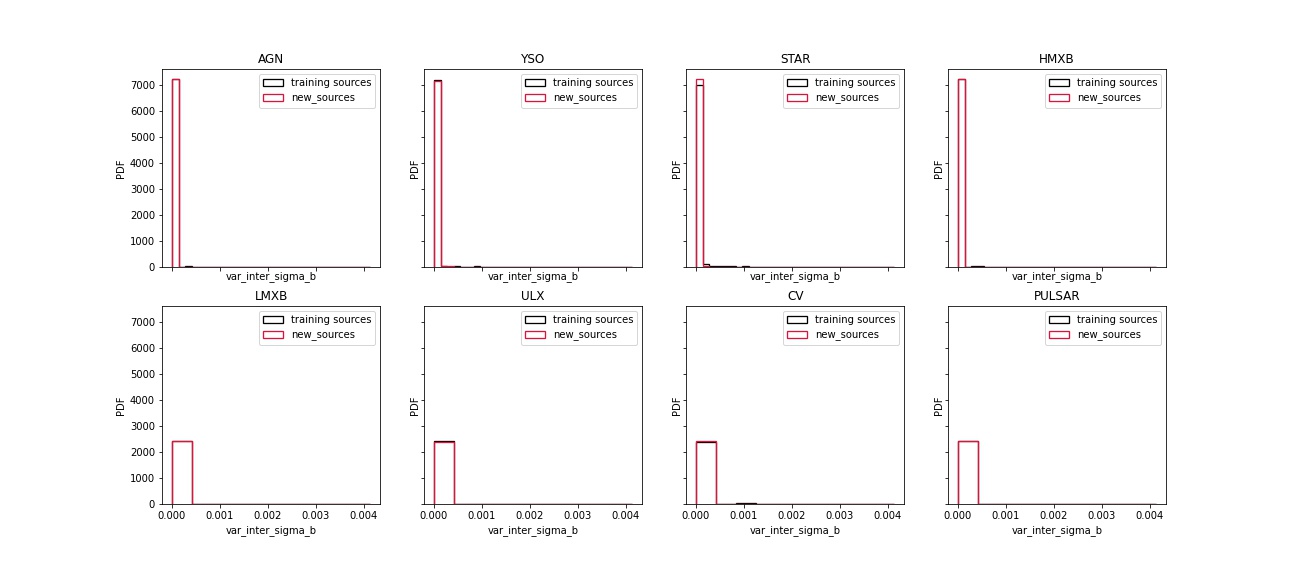 AGN
YSO
STAR
HMXB
training sources
new_sources
training sources
new_sources
training sources
new_sources
training sources
new_sources
7000
6000
5000
4000
3000
2000
1000
0
PDF
PDF
PDF
PDF
var_inter_sigma_b
var_inter_sigma_b
var_inter_sigma_b
var_inter_sigma_b
LMXB
ULX
CV
PULSAR
training sources
new_sources
training sources
new_sources
training sources
new_sources
training sources
new_sources
7000
6000
5000
4000
3000
2000
1000
0
PDF
PDF
PDF
PDF
0.000 0.001 0.002 0.003 0.004
0.000 0.001 0.002 0.003 0.004
0.000 0.001 0.002 0.003 0.004
0.000 0.001 0.002 0.003 0.004
var_inter_sigma_b
var_inter_sigma_b
var_inter_sigma_b
var_inter_sigma_b